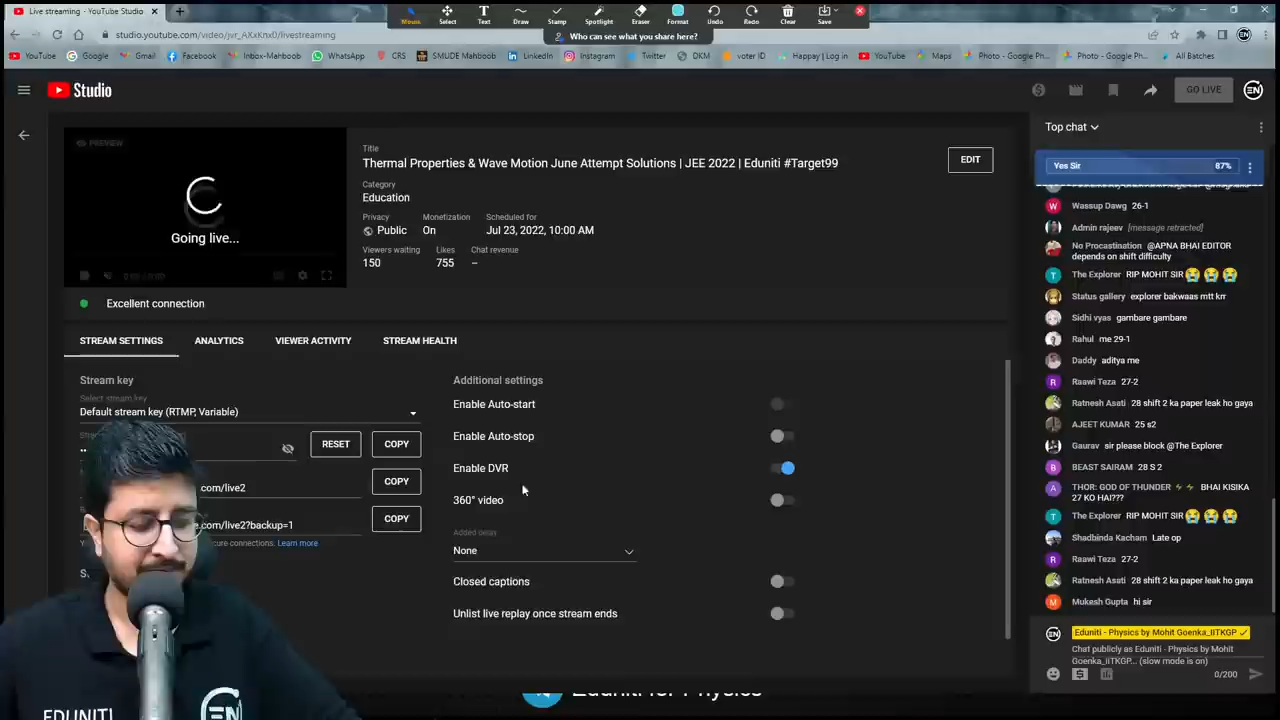 Live streaming - YouTube Studio
Mouse
Select
Text
Draw
Stamp
Spotlight
Eraser
Format
Undo
Redo
Clear
Save
Who can see what you share here?
YouTube
Google
Gmail
Facebook
Inbox-Mahboob
WhatsApp
CRS
SMUDE Mahboob
LinkedIn
Instagram
Twitter
DKM
voter ID
Happay | Log in
YouTube
Maps
Photo - Google Ph...
Photo - Google Ph...
All Batches
Studio
GO LIVE
PREVIEW
Going live...
Title
Thermal Properties & Wave Motion June Attempt Solutions | JEE 2022 | Eduniti #Target99
EDIT
Category
Education
Privacy
Monetization
Scheduled for
Public
On
Jul 23, 2022, 10:00 AM
Viewers waiting
Likes
Chat revenue
150
755
–
Excellent connection
STREAM SETTINGS
ANALYTICS
VIEWER ACTIVITY
STREAM HEALTH
Stream key
Select stream key
Default stream key (RTMP, Variable)
RESET
COPY
.com/live2
COPY
e.com/live2?backup=1
COPY
cure connections. Learn more
Additional settings
Enable Auto-start
Enable Auto-stop
Enable DVR
360° video
Added delay
None
Closed captions
Unlist live replay once stream ends
Top chat
Yes Sir 87%
Wassup Dawg 26-1
Admin rajeev [message retracted]
No Procastination @APNA BHAI EDITOR
depends on shift difficulty
The Explorer RIP MOHIT SIR😭😭😭
Status gallery explorer bakwaas mtt krr
Sidhi vyas gambare gambare
Rahul me 29-1
Daddy aditya me
Raawi Teza 27-2
Ratnesh Asati 28 shift 2 ka paper leak ho gaya
AJEET KUMAR 25 s2
Gaurav sir please block @The Explorer
BEAST SAIRAM 28 S 2
THOR: GOD OF THUNDER ⚡⚡ BHAI KISIKA
27 KO HAI???
The Explorer RIP MOHIT SIR😭😭😭
Shadbinda Kacham Late op
Raawi Teza 27-2
Ratnesh Asati 28 shift 2 ka paper leak ho gaya
Mukesh Gupta hi sir
Eduniti - Physics by Mohit Goenka_IITKGP
Chat publicly as Eduniti - Physics by Mohit
Goenka_IITKGP... (slow mode is on)
0/200
Eduniti for Physics
EDUNITI
EN